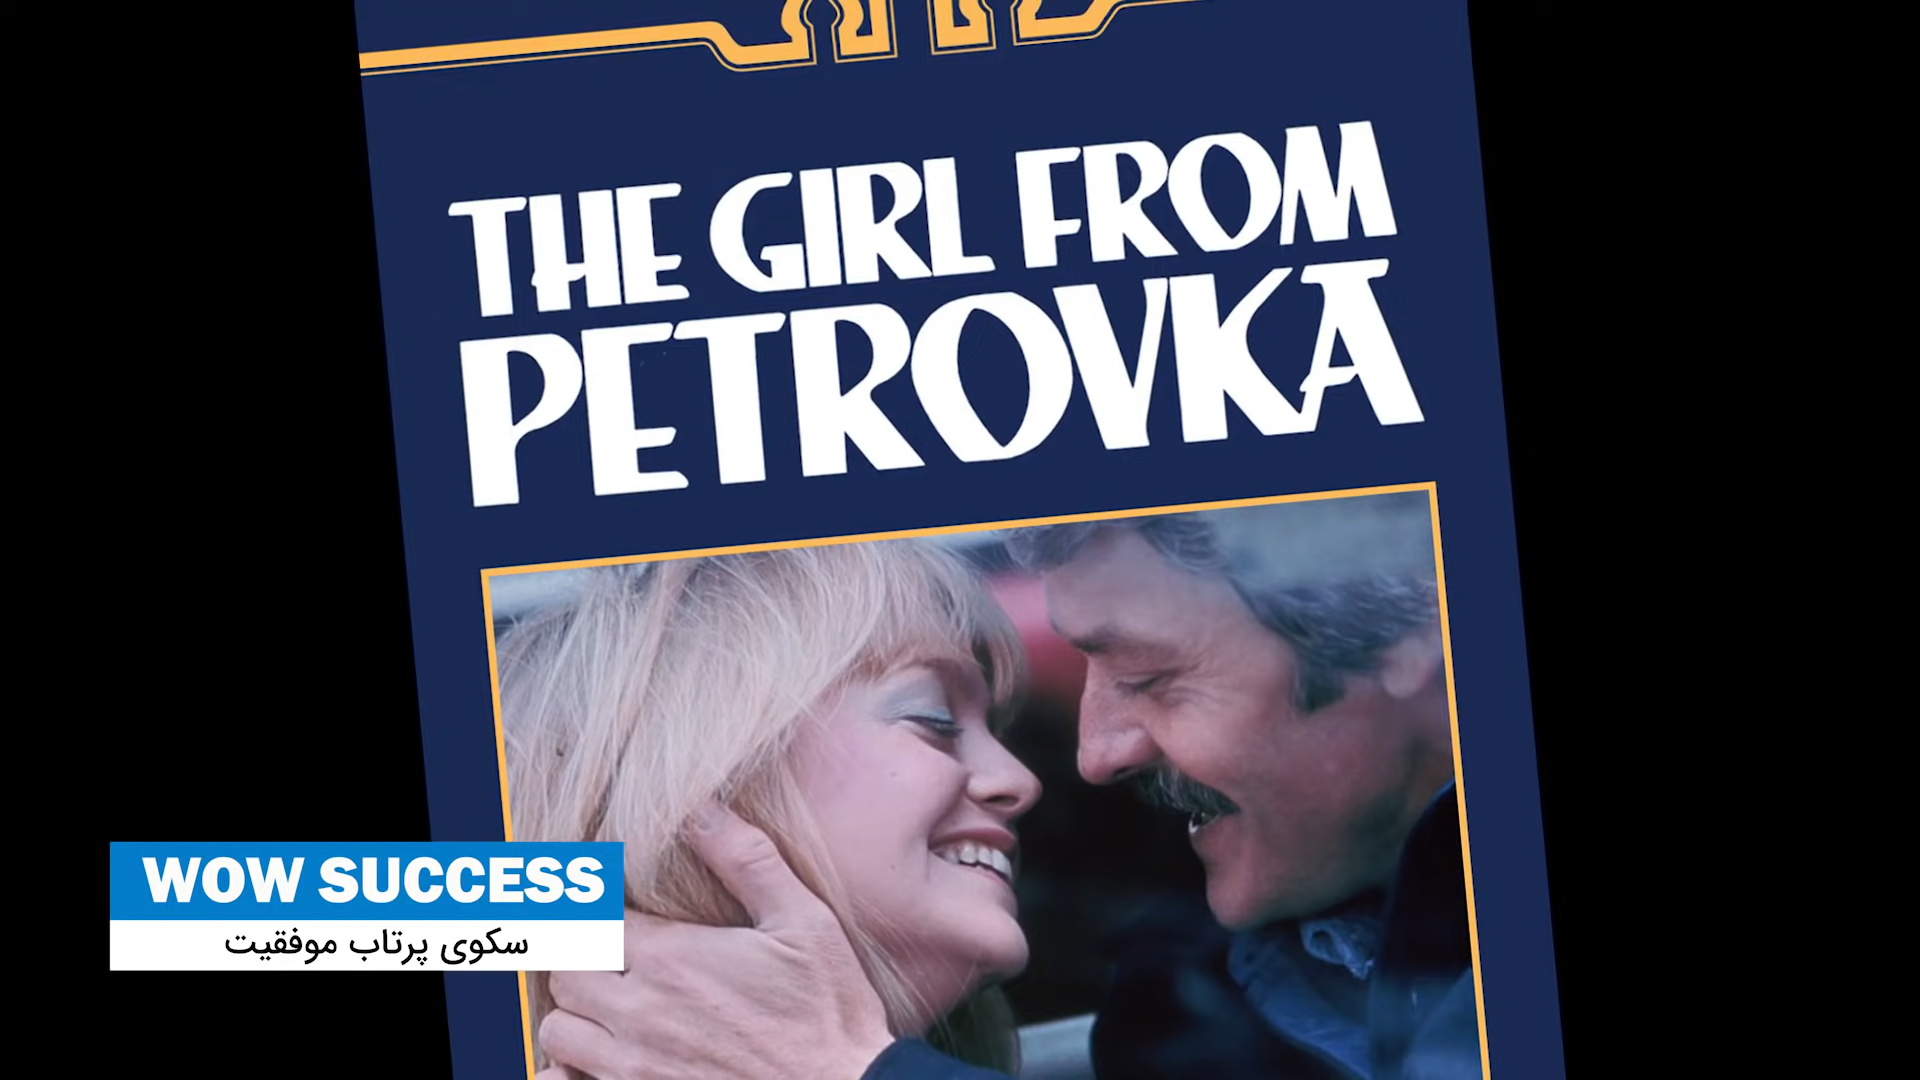 THE GIRL FROM
PETROVKA
WOW SUCCESS
سکوی پرتاب موفقیت